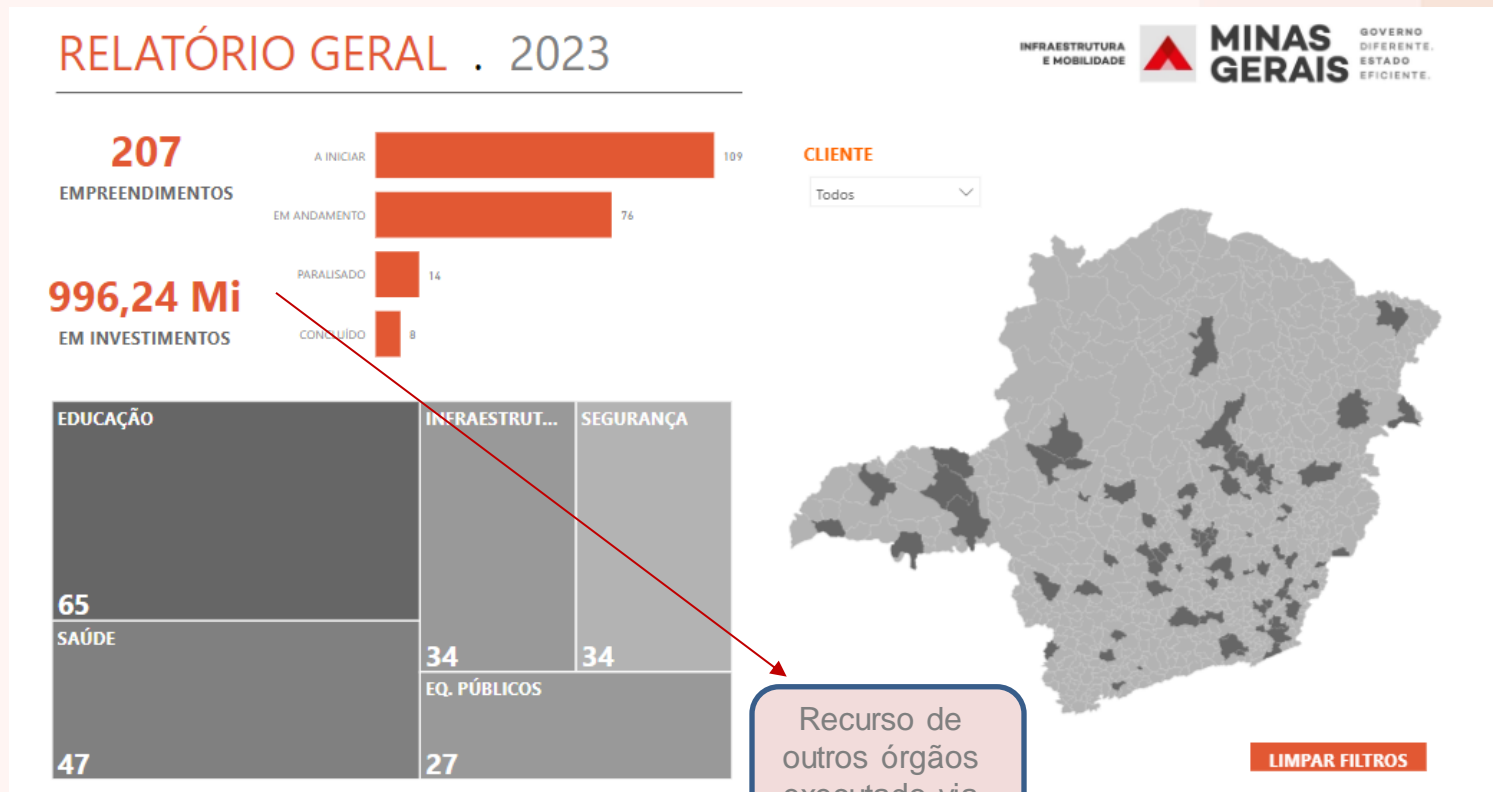 RELATÓRIO GERAL . 2023
INFRAESTRUTURA
E MOBILIDADE
MINAS
GERAIS
GOVERNO
DIFERENTE.
ESTADO
EFICIENTE.
207
EMPREENDIMENTOS
996,24 Mi
EM INVESTIMENTOS
A INICIAR 109
EM ANDAMENTO 76
PARALISADO 14
CONCLUÍDO 8
CLIENTE
Todos
EDUCAÇÃO
65
SAÚDE
47
INFRAESTRUT...
34
SEGURANÇA
34
EQ. PÚBLICOS
27
Recurso de
outros órgãos
executado via
LIMPAR FILTROS